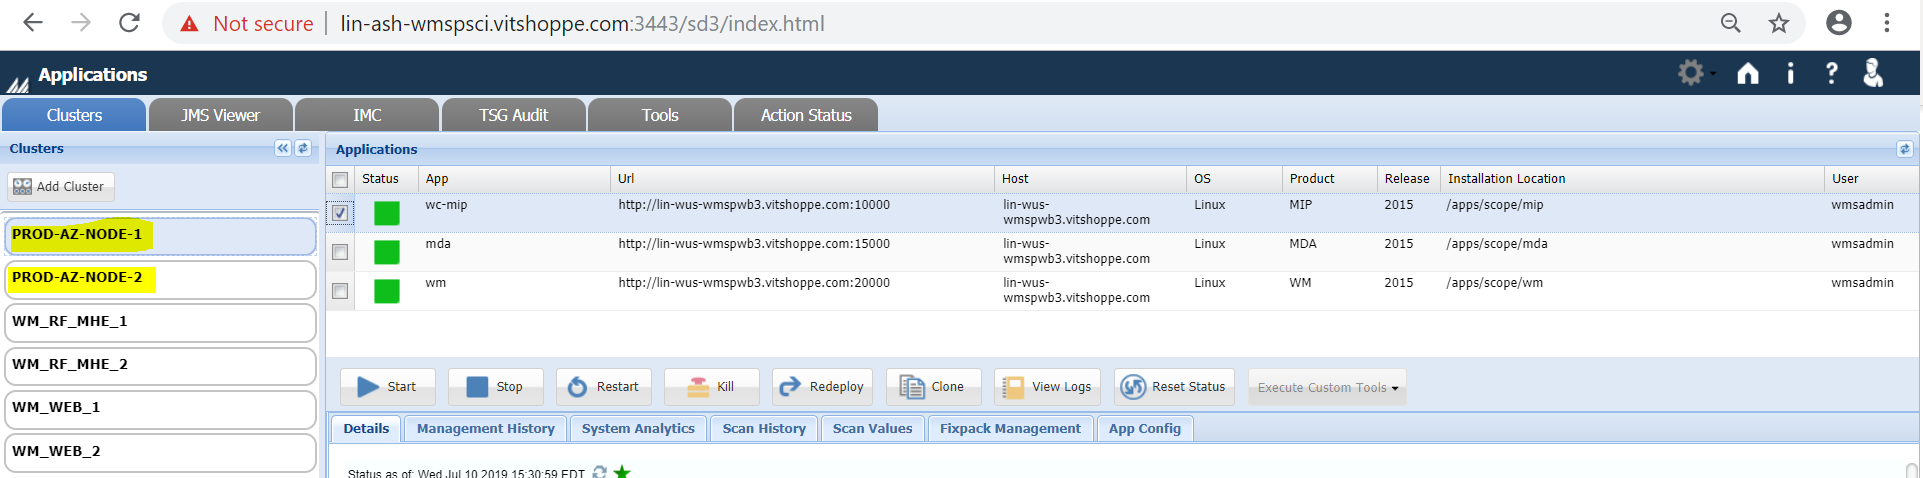 Not secure lin-ash-wmspsci.vitshoppe.com:3443/sd3/index.html
Applications
Clusters JMS Viewer IMC TSG Audit Tools Action Status
Clusters
Add Cluster
PROD-AZ-NODE-1
PROD-AZ-NODE-2
WM_RF_MHE_1
WM_RF_MHE_2
WM_WEB_1
WM_WEB_2
Applications
Status App Url Host OS Product Release Installation Location User
wc-mip http://lin-wus-wmspwb3.vitshoppe.com:10000 lin-wus- Linux MIP 2015 /apps/scope/mip wmsadmin
wmspwb3.vitshoppe.com
mda http://lin-wus-wmspwb3.vitshoppe.com:15000 lin-wus- Linux MDA 2015 /apps/scope/mda wmsadmin
wmspwb3.vitshoppe.com
wm http://lin-wus-wmspwb3.vitshoppe.com:20000 lin-wus- Linux WM 2015 /apps/scope/wm wmsadmin
wmspwb3.vitshoppe.com
Start Stop Restart Kill Redeploy Clone View Logs Reset Status Execute Custom Tools
Details Management History System Analytics Scan History Scan Values Fixpack Management App Config
Status as of: Wed Jul 10 2019 15:30:59 EDT